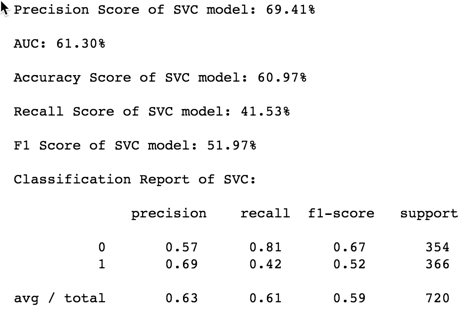 Precision Score of SVC model: 69.41%
AUC: 61.30%
Accuracy Score of SVC model: 60.97%
Recall Score of SVC model: 41.53%
F1 Score of SVC model: 51.97%
Classification Report of SVC:
precision recall f1-score support
0 0.57 0.81 0.67 354
1 0.69 0.42 0.52 366
avg / total 0.63 0.61 0.59 720